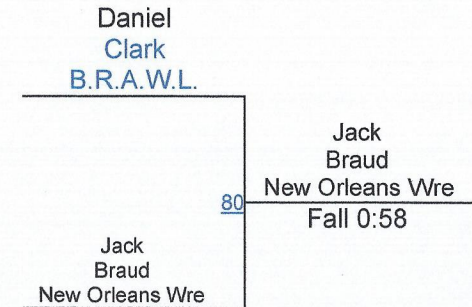 Daniel
Clark
B.R.A.W.L.
Jack
Braud
New Orleans Wre
80
Fall 0:58
Jack
Braud
New Orleans Wre